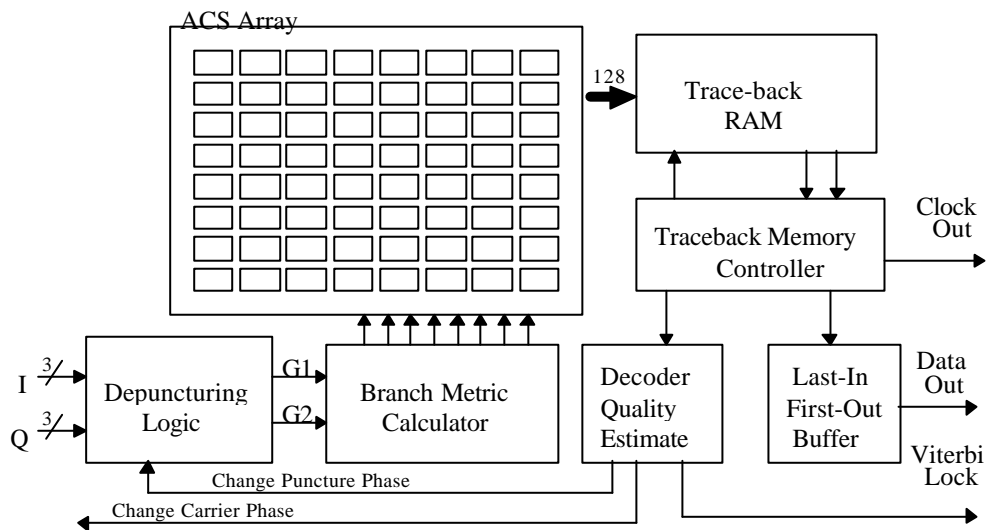 ACS Array
128
Trace-back
RAM
Traceback Memory
Controller
Clock
Out
I
3
Q
3
Depuncturing
Logic
G1
G2
Branch Metric
Calculator
Decoder
Quality
Estimate
Last-In
First-Out
Buffer
Data
Out
Viterbi
Lock
Change Puncture Phase
Change Carrier Phase